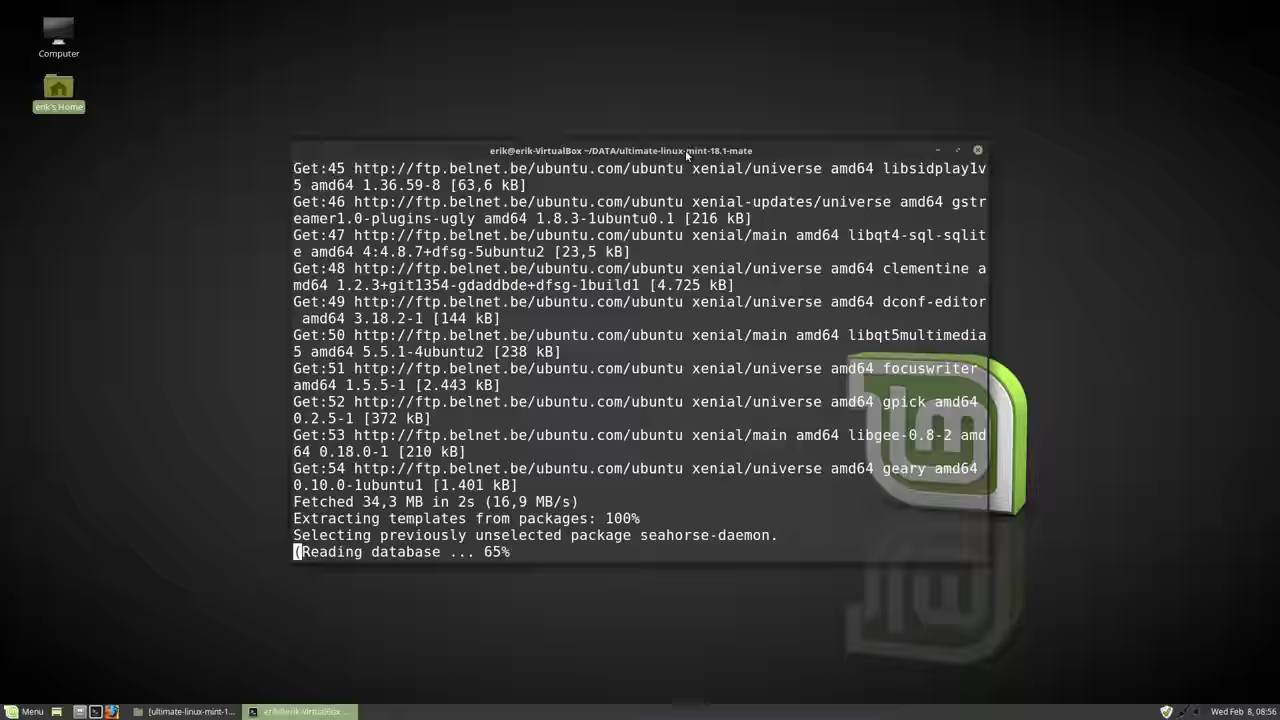 Computer
erik's Home
erik@erik-VirtualBox ~/DATA/ultimate-linux-mint-18.1-mate
Get:45 http://ftp.belnet.be/ubuntu.com/ubuntu xenial/universe amd64 libsidplay1v
5 amd64 1.36.59-8 [63,6 kB]
Get:46 http://ftp.belnet.be/ubuntu.com/ubuntu xenial-updates/universe amd64 gstr
eamer1.0-plugins-ugly amd64 1.8.3-1ubuntu0.1 [216 kB]
Get:47 http://ftp.belnet.be/ubuntu.com/ubuntu xenial/main amd64 libqt4-sql-sqlit
e amd64 4:4.8.7+dfsg-5ubuntu2 [23,5 kB]
Get:48 http://ftp.belnet.be/ubuntu.com/ubuntu xenial/universe amd64 clementine a
md64 1.2.3+git1354-gdaddbde+dfsg-1build1 [4.725 kB]
Get:49 http://ftp.belnet.be/ubuntu.com/ubuntu xenial/universe amd64 dconf-editor
 amd64 3.18.2-1 [144 kB]
Get:50 http://ftp.belnet.be/ubuntu.com/ubuntu xenial/main amd64 libqt5multimedia
5 amd64 5.5.1-4ubuntu2 [238 kB]
Get:51 http://ftp.belnet.be/ubuntu.com/ubuntu xenial/universe amd64 focuswriter
amd64 1.5.5-1 [2.443 kB]
Get:52 http://ftp.belnet.be/ubuntu.com/ubuntu xenial/universe amd64 gpick amd64
0.2.5-1 [372 kB]
Get:53 http://ftp.belnet.be/ubuntu.com/ubuntu xenial/main amd64 libgee-0.8-2 amd
64 0.18.0-1 [210 kB]
Get:54 http://ftp.belnet.be/ubuntu.com/ubuntu xenial/universe amd64 geary amd64
0.10.0-1ubuntu1 [1.401 kB]
Fetched 34,3 MB in 2s (16,9 MB/s)
Extracting templates from packages: 100%
Selecting previously unselected package seahorse-daemon.
(Reading database ... 65%
Menu
[ultimate-linux-mint-1...
erik@erik-VirtualBox ...
Wed Feb 8, 08:56